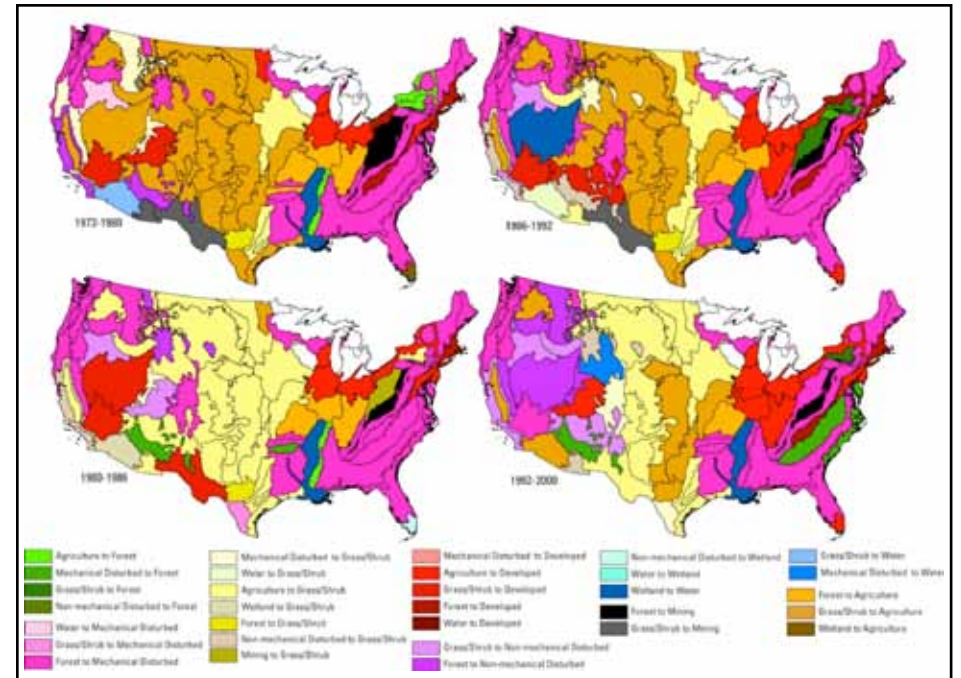 1973-1980
1986-1992
1980-1986
1992-2000
Agriculture to Forest
Mechanical Disturbed to Forest
Grass/Shrub to Forest
Non-mechanical Disturbed to Forest
Water to Mechanical Disturbed
Grass/Shrub to Mechanical Disturbed
Forest to Mechanical Disturbed
Mechanical Disturbed to Grass/Shrub
Water to Grass/Shrub
Agriculture to Grass/Shrub
Wetland to Grass/Shrub
Forest to Grass/Shrub
Non-mechanical Disturbed to Grass/Shrub
Mining to Grass/Shrub
Mechanical Disturbed to Developed
Agriculture to Developed
Grass/Shrub to Developed
Forest to Developed
Water to Developed
Grass/Shrub to Non-mechanical Disturbed
Forest to Non-mechanical Disturbed
Non-mechanical Disturbed to Wetland
Water to Wetland
Wetland to Water
Forest to Mining
Grass/Shrub to Mining
Grass/Shrub to Water
Mechanical Disturbed to Water
Forest to Agriculture
Grass/Shrub to Agriculture
Wetland to Agriculture